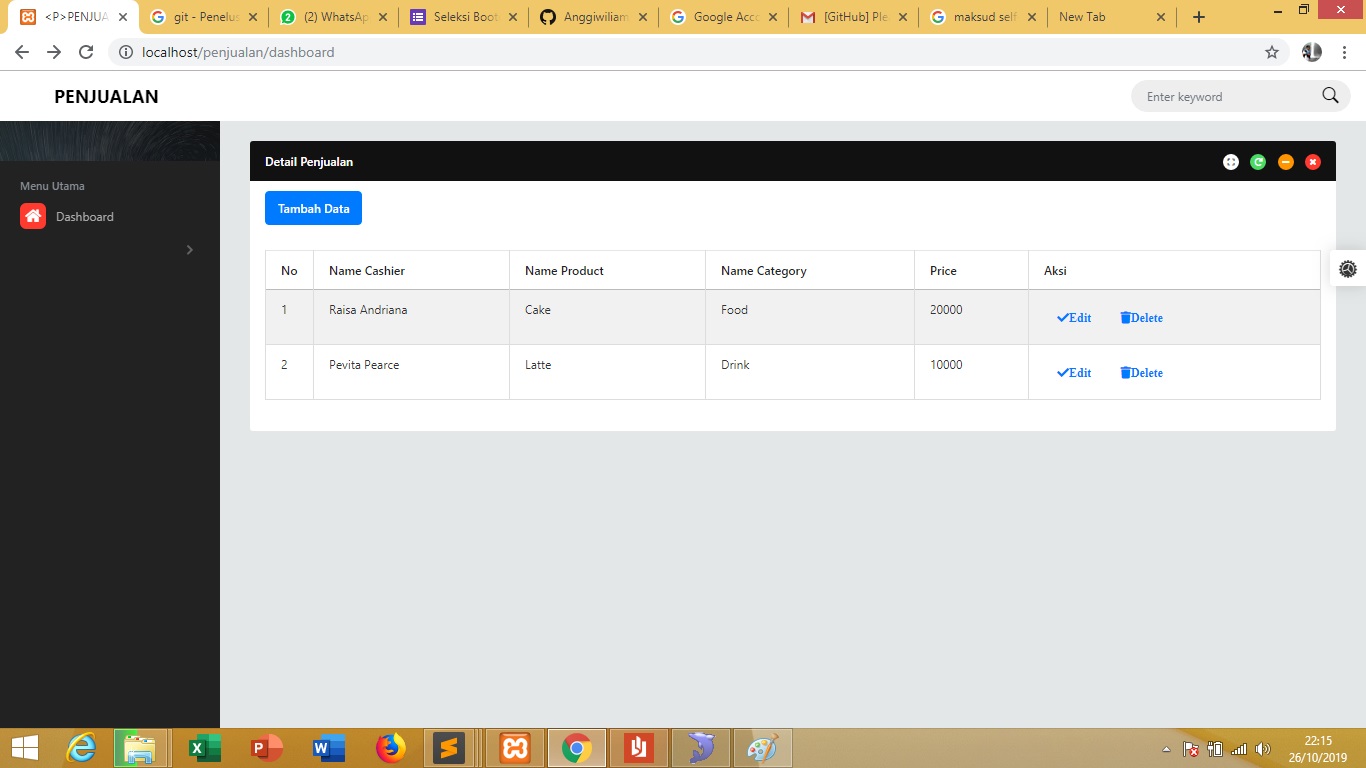 <P>PENJUA
git - Penelus
(2) WhatsAp
Seleksi Boot
Anggiwiliam
Google Acco
[GitHub] Ple
maksud self
New Tab
localhost/penjualan/dashboard
PENJUALAN
Enter keyword
Menu Utama
Dashboard
Detail Penjualan
Tambah Data
No Name Cashier Name Product Name Category Price Aksi
1 Raisa Andriana Cake Food 20000 Edit Delete
2 Pevita Pearce Latte Drink 10000 Edit Delete
22:15
26/10/2019